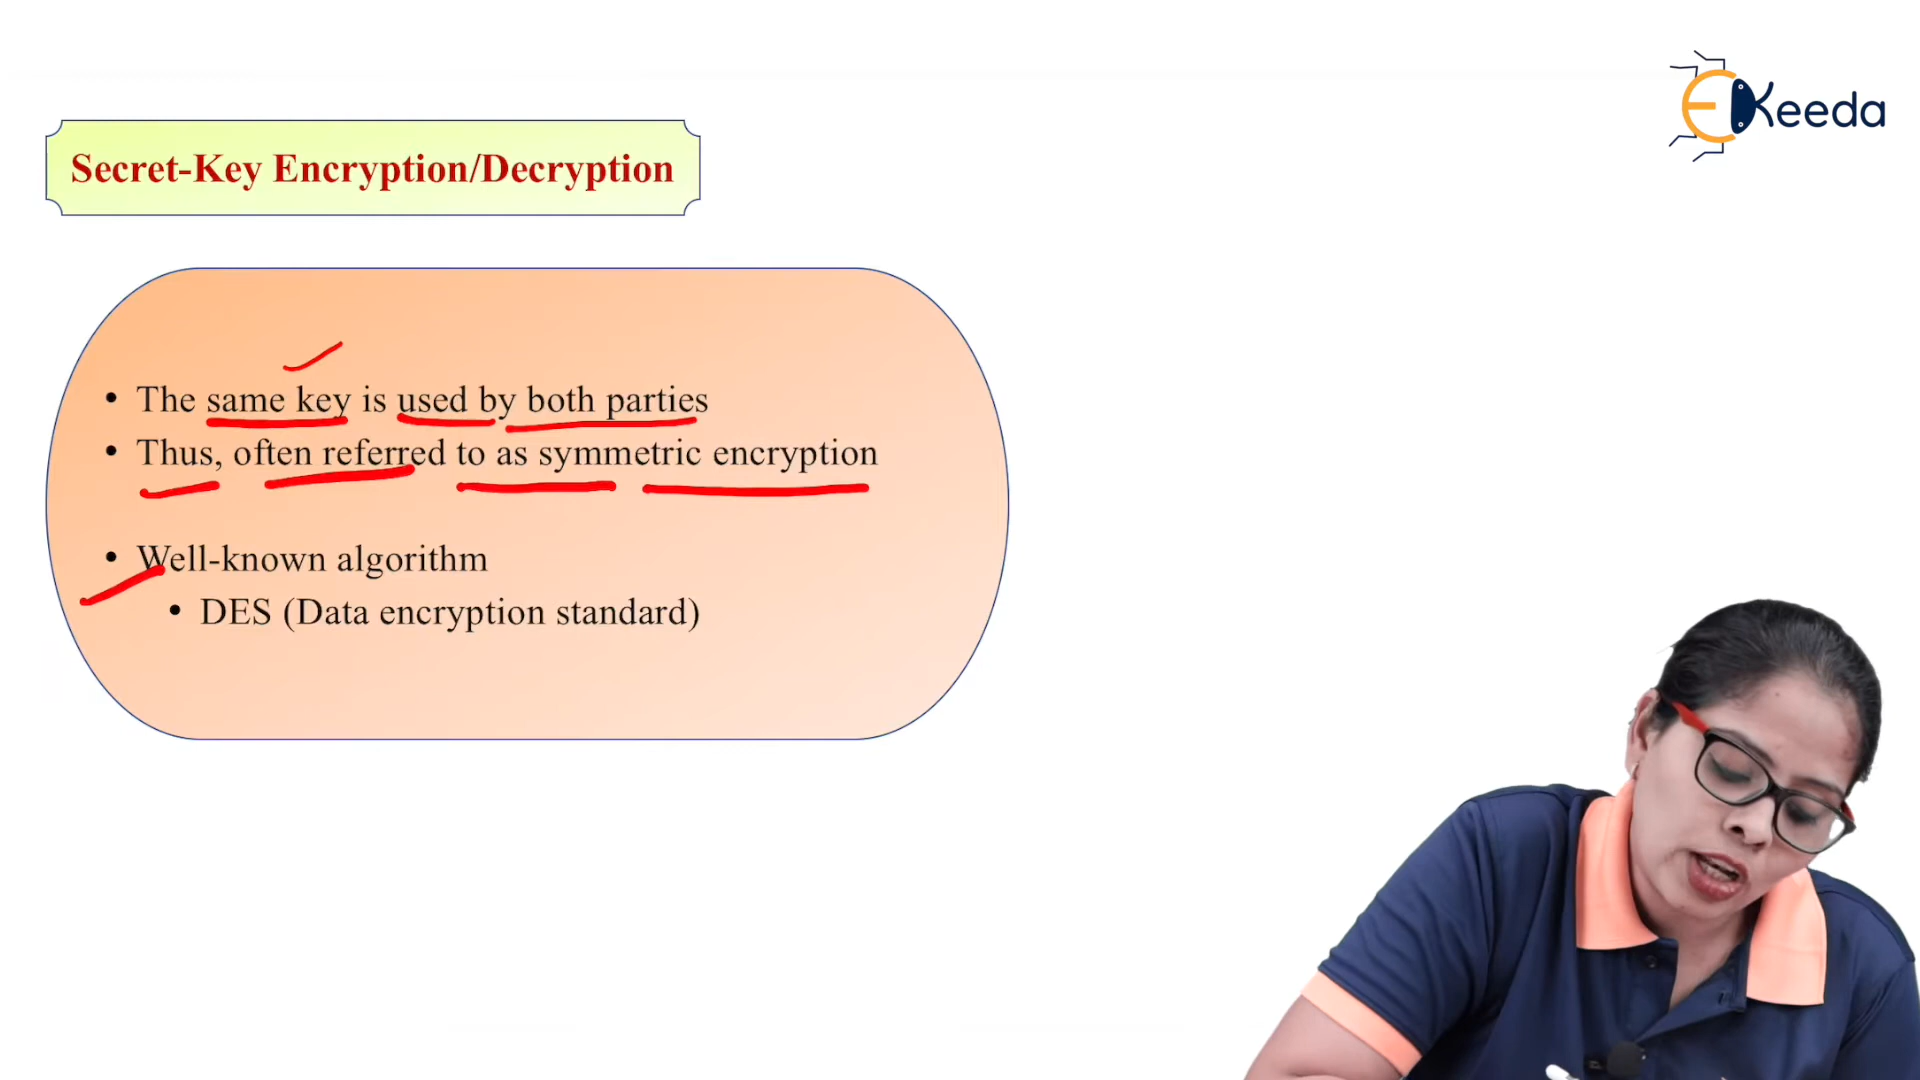 EKeeda
Secret-Key Encryption/Decryption
• The same key is used by both parties
• Thus, often referred to as symmetric encryption
• Well-known algorithm
• DES (Data encryption standard)